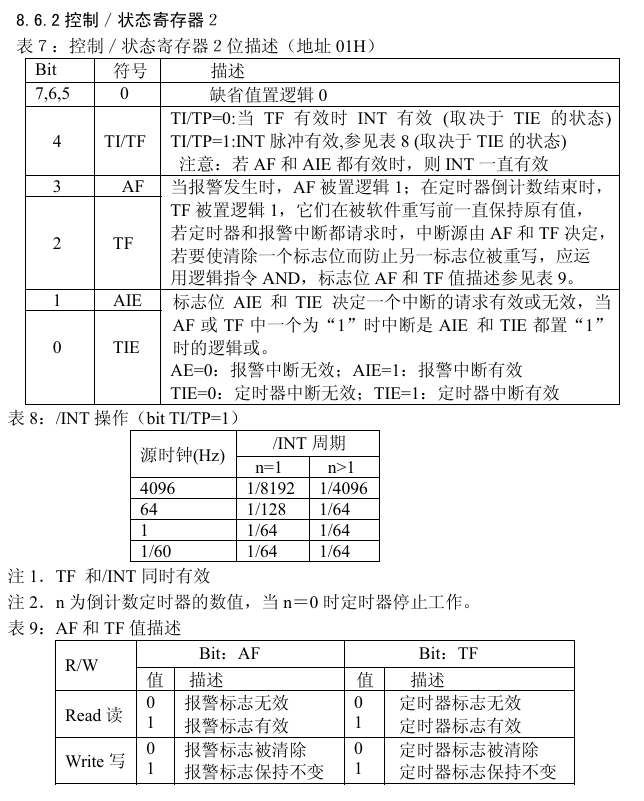 8.6.2控制／状态寄存器２
表７：控制／状态寄存器２位描述（地址 01H）
Bit 符号 描述
7,6,5 0 缺省值置逻辑 0
4 TI/TF TI/TP=0:当 TF 有效时 INT 有效 (取决于 TIE 的状态)
TI/TP=1:INT 脉冲有效,参见表 8 (取决于 TIE 的状态)
注意：若 AF 和 AIE 都有效时，则 INT 一直有效
3 AF 当报警发生时，AF 被置逻辑 1；在定时器倒计数结束时，
TF 被置逻辑 1，它们在被软件重写前一直保持原有值，
2 TF 若定时器和报警中断都请求时，中断源由 AF 和 TF 决定，
若要使清除一个标志位而防止另一标志位被重写，应运
用逻辑指令 AND，标志位 AF 和 TF 值描述参见表 9。
1 AIE 标志位 AIE 和 TIE 决定一个中断的请求有效或无效，当
AF 或 TF 中一个为“1”时中断是 AIE 和 TIE 都置“1”
0 TIE 时的逻辑或。
AE=0：报警中断无效；AIE=1：报警中断有效
TIE=0：定时器中断无效；TIE=1：定时器中断有效
表 8：/INT 操作（bit TI/TP=1）
源时钟(Hz) /INT 周期
n=1 n>1
4096 1/8192 1/4096
64 1/128 1/64
1 1/64 1/64
1/60 1/64 1/64
注 1．TF 和/INT 同时有效
注 2．n 为倒计数定时器的数值，当 n＝0 时定时器停止工作。
表 9：AF 和 TF 值描述
R/W Bit：AF Bit：TF
值 描述 值 描述
Read 读 0 报警标志无效 0 定时器标志无效
1 报警标志有效 1 定时器标志有效
Write 写 0 报警标志被清除 0 定时器标志被清除
1 报警标志保持不变 1 定时器标志保持不变